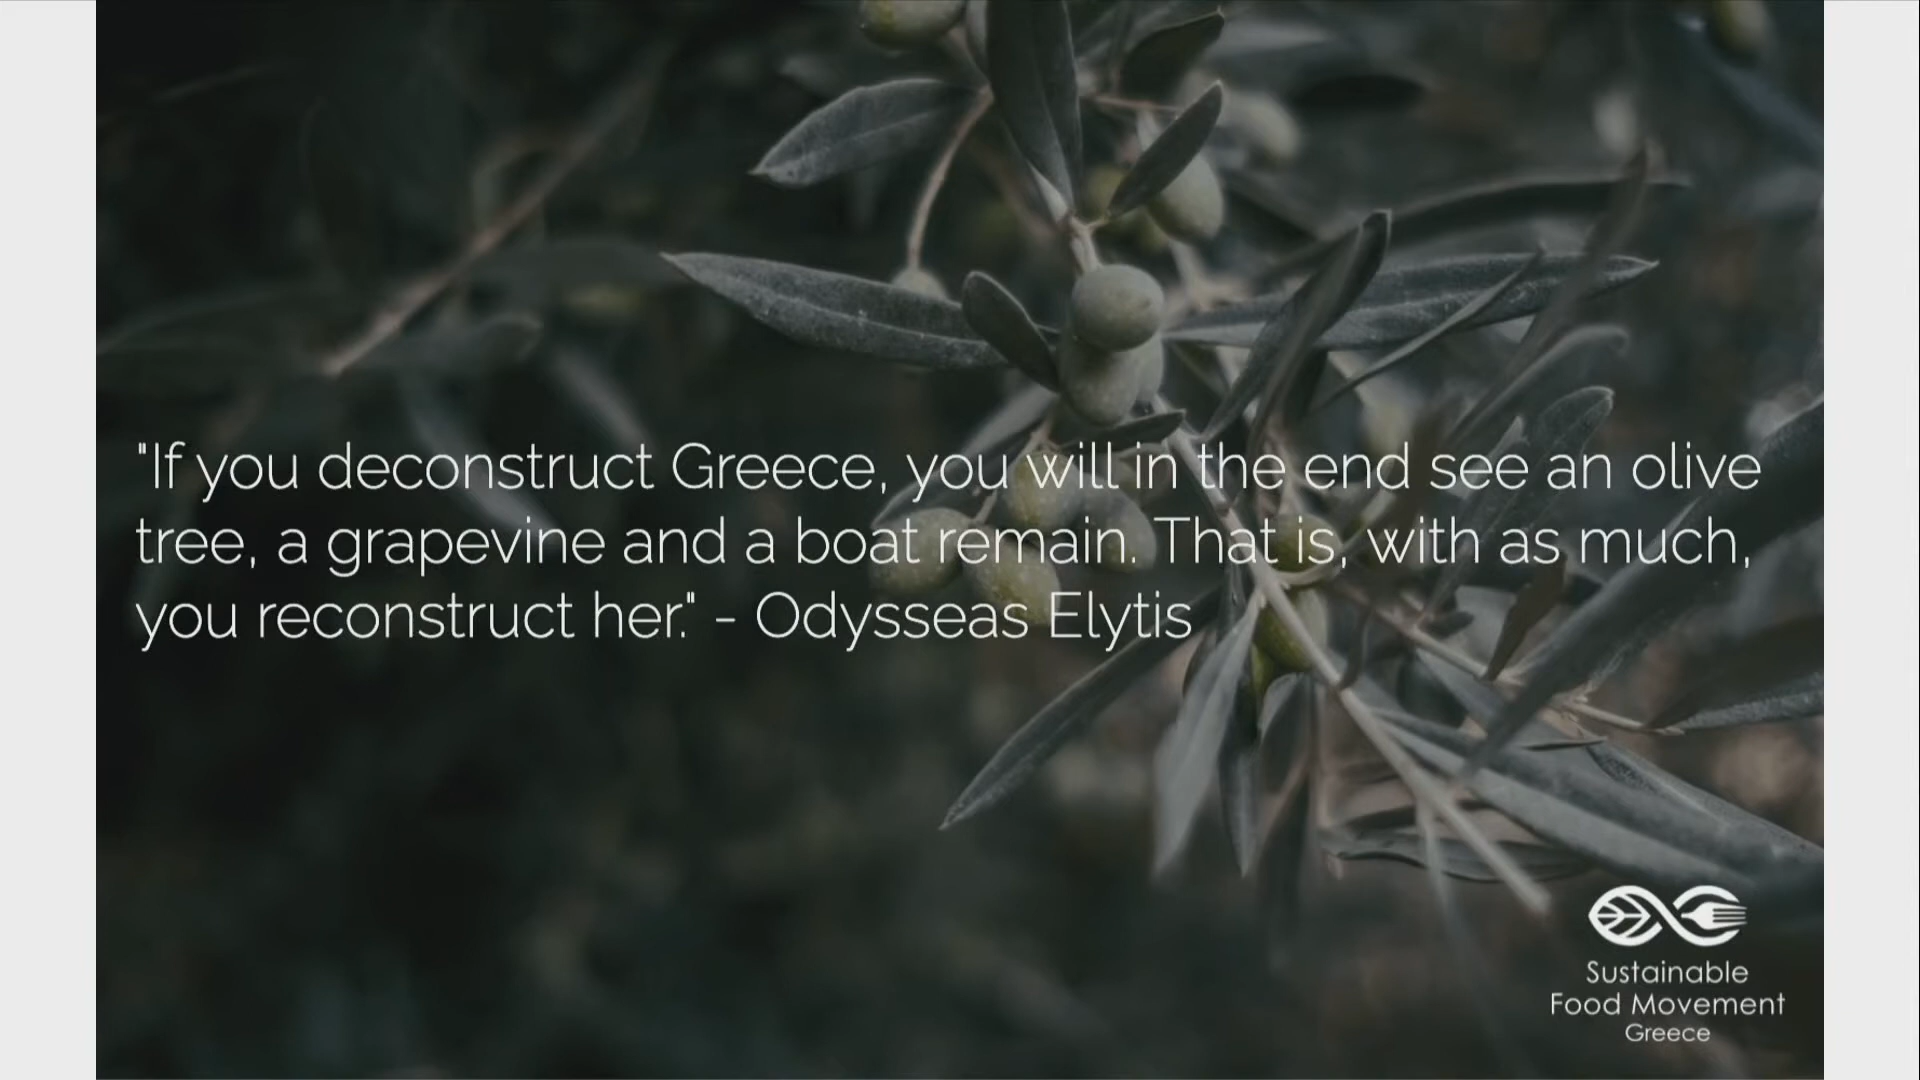 "If you deconstruct Greece, you will in the end see an olive
tree, a grapevine and a boat remain. That is, with as much,
you reconstruct her." - Odysseas Elytis
Sustainable
Food Movement
Greece